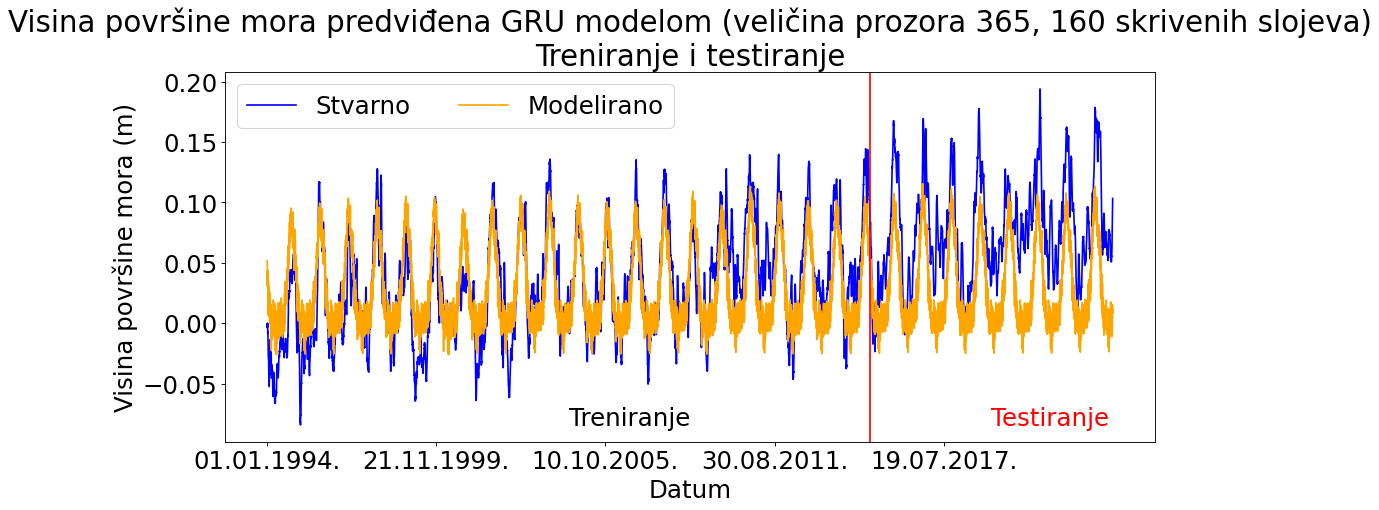 Visina površine mora predviđena GRU modelom (veličina prozora 365, 160 skrivenih slojeva)
Treniranje i testiranje
Stvarno
Modelirano
Visina površine mora (m)
0.20
0.15
0.10
0.05
0.00
−0.05
Treniranje
Testiranje
01.01.1994.
21.11.1999.
10.10.2005.
30.08.2011.
19.07.2017.
Datum